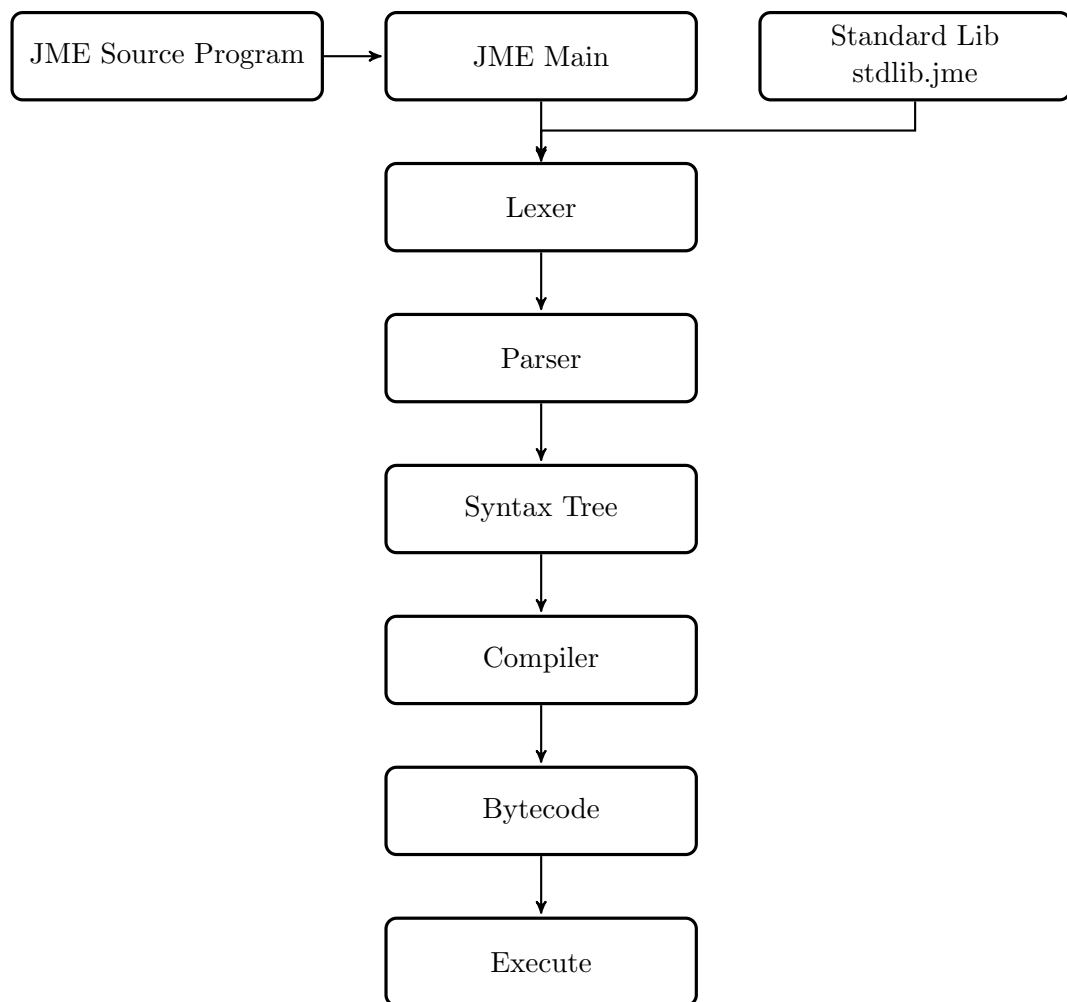 JME Source Program
JME Main
Standard Lib
stdlib.jme
Lexer
Parser
Syntax Tree
Compiler
Bytecode
Execute